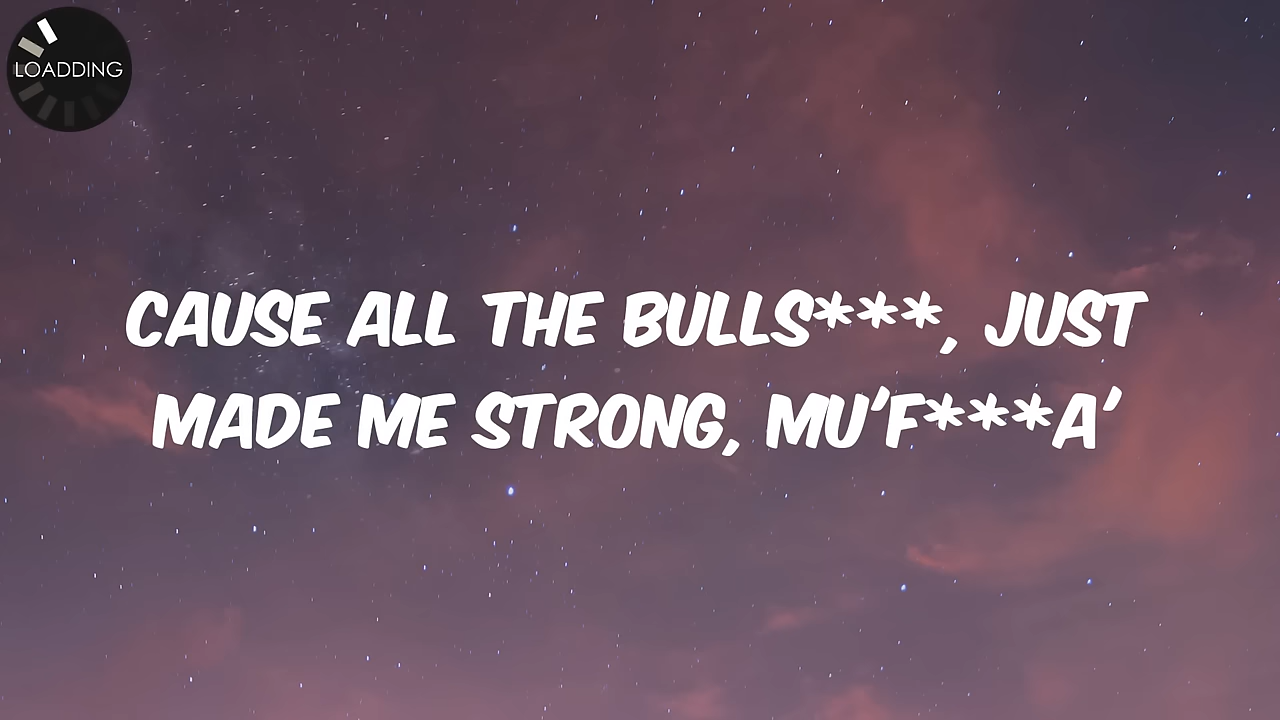 LOADDING
CAUSE ALL THE BULLS***, JUST
MADE ME STRONG, MU'F***A'